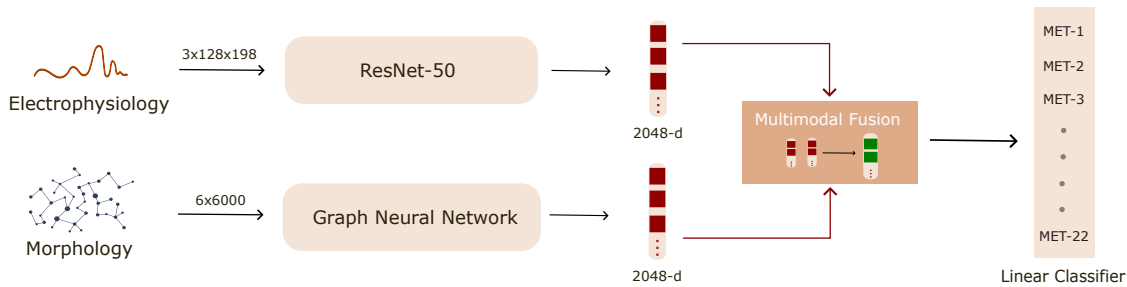 3x128x198
Electrophysiology
ResNet-50
2048-d
6x6000
Morphology
Graph Neural Network
2048-d
Multimodal Fusion
MET-1
MET-2
MET-3
MET-22
Linear Classifier